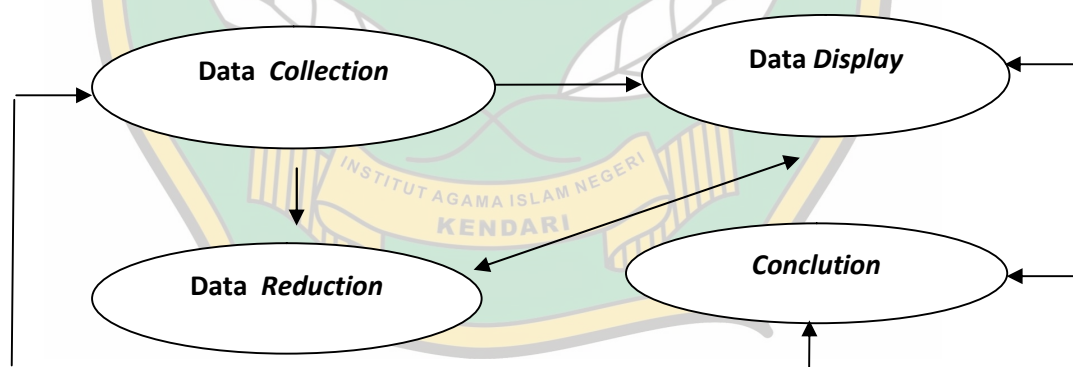 Data Collection
Data Display
INSTITUT AGAMA ISLAM NEGERI
KENDARI
Data Reduction
Conclution